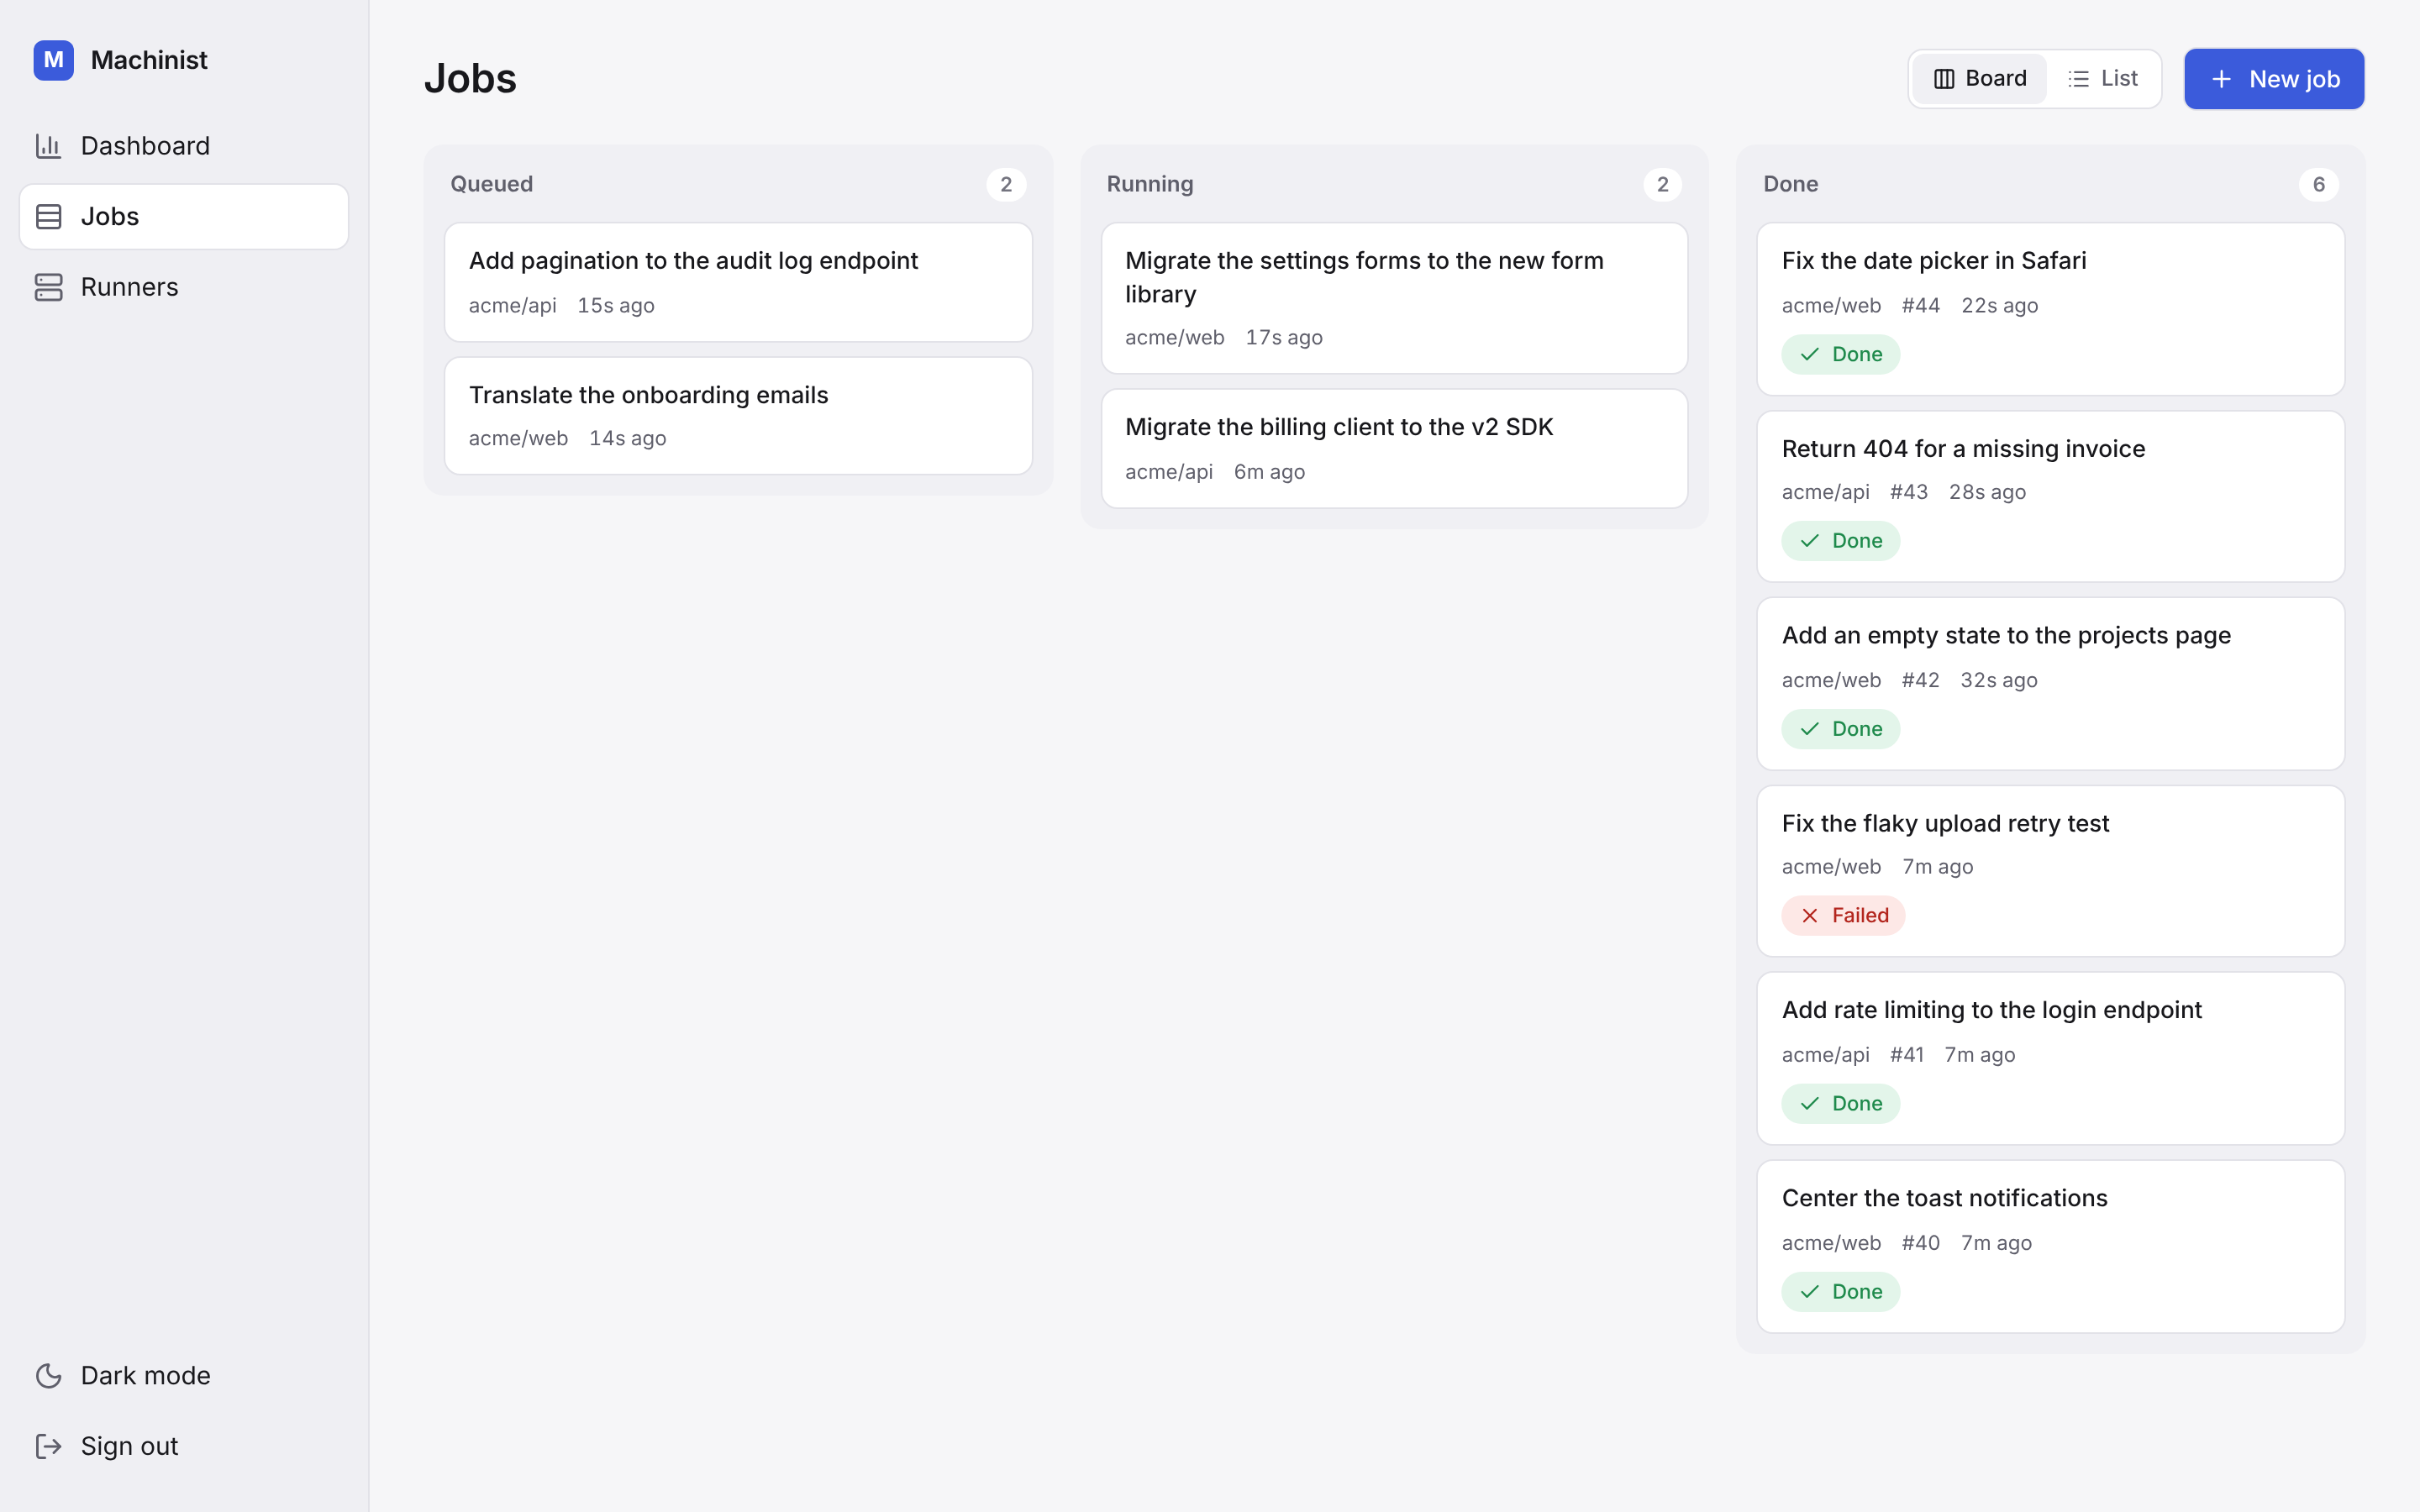 M Machinist
Dashboard
Jobs
Runners
Dark mode
Sign out
Jobs
Board
List
New job
Queued 2
Add pagination to the audit log endpoint
acme/api 15s ago
Translate the onboarding emails
acme/web 14s ago
Running 2
Migrate the settings forms to the new form
library
acme/web 17s ago
Migrate the billing client to the v2 SDK
acme/api 6m ago
Done 6
Fix the date picker in Safari
acme/web #44 22s ago
Done
Return 404 for a missing invoice
acme/api #43 28s ago
Done
Add an empty state to the projects page
acme/web #42 32s ago
Done
Fix the flaky upload retry test
acme/web 7m ago
Failed
Add rate limiting to the login endpoint
acme/api #41 7m ago
Done
Center the toast notifications
acme/web #40 7m ago
Done